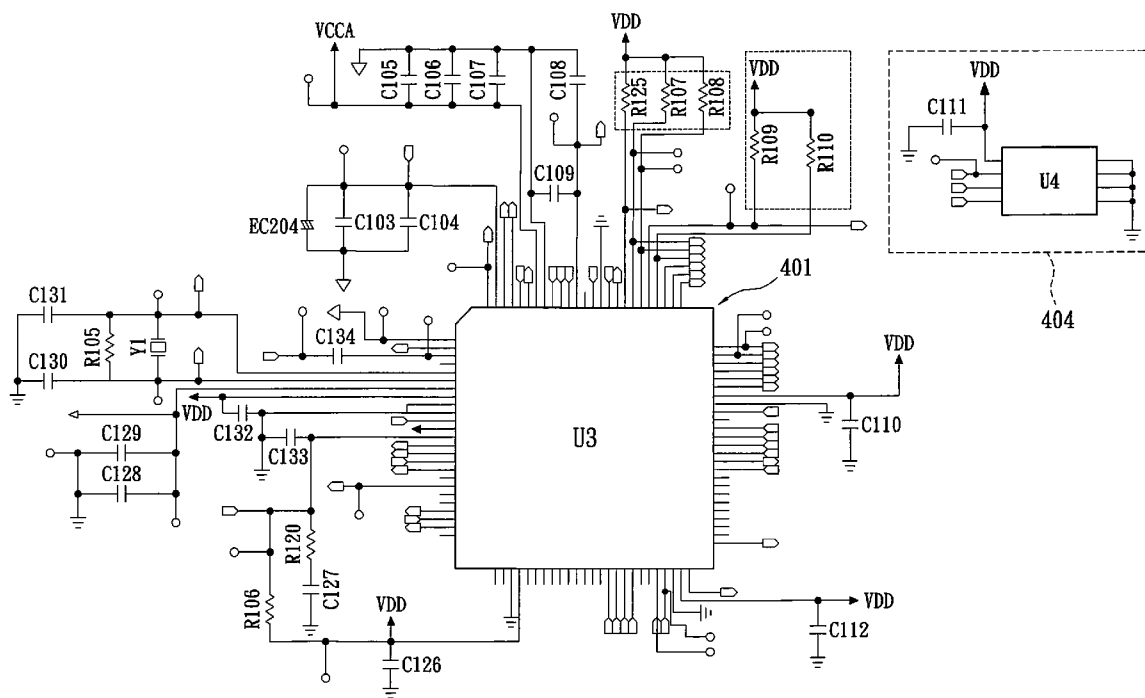 VCCA
C105
C106
C107
C108
VDD
R125
R107
R108
VDD
R109
R110
VDD
C111
U4
404
C109
EC204
C103
C104
401
C131
R105
Y1
C130
C134
VDD
C132
C133
C129
C128
U3
VDD
C110
R120
C127
R106
VDD
C126
VDD
C112